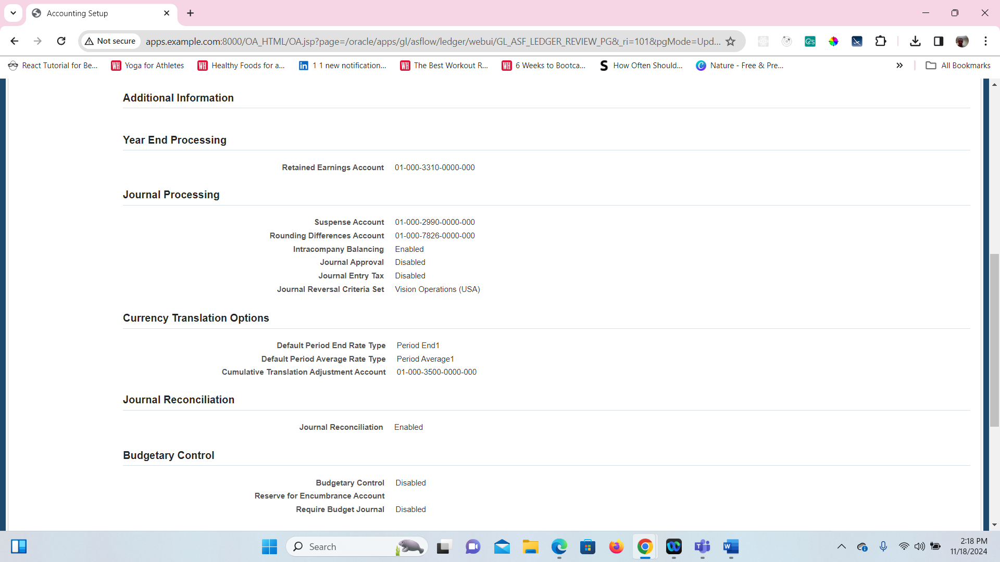 Accounting Setup
Not secure
apps.example.com:8000/OA_HTML/OA.jsp?page=/oracle/apps/gl/asflow/ledger/webui/GL_ASF_LEDGER_REVIEW_PG&_ri=101&pgMode=Upd...
React Tutorial for Be...
WH Yoga for Athletes
WH Healthy Foods for a...
in 1 1 new notification...
WH The Best Workout R...
WH 6 Weeks to Bootca...
S How Often Should...
C Nature - Free & Pre...
All Bookmarks
Additional Information
Year End Processing
Retained Earnings Account 01-000-3310-0000-000
Journal Processing
Suspense Account 01-000-2990-0000-000
Rounding Differences Account 01-000-7826-0000-000
Intracompany Balancing Enabled
Journal Approval Disabled
Journal Entry Tax Disabled
Journal Reversal Criteria Set Vision Operations (USA)
Currency Translation Options
Default Period End Rate Type Period End1
Default Period Average Rate Type Period Average1
Cumulative Translation Adjustment Account 01-000-3500-0000-000
Journal Reconciliation
Journal Reconciliation Enabled
Budgetary Control
Budgetary Control Disabled
Reserve for Encumbrance Account
Require Budget Journal Disabled
Search
2:18 PM
11/18/2024